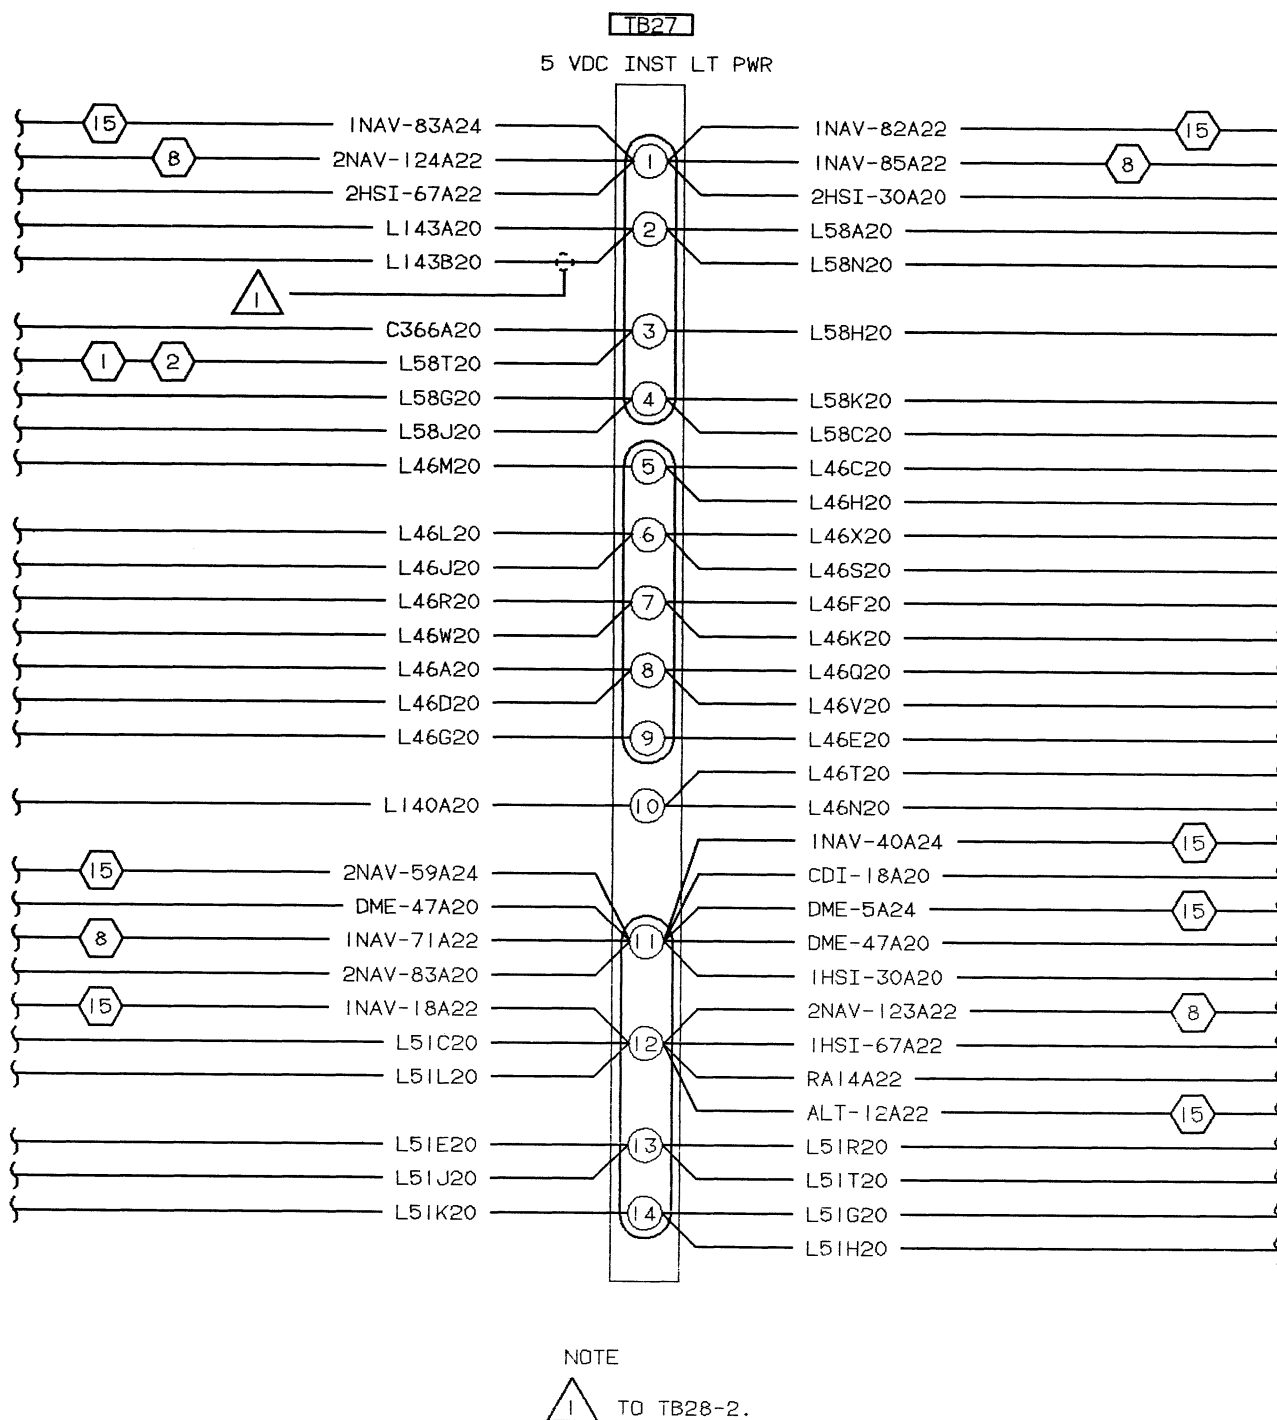 TB27
5 VDC INST LT PWR
15 1NAV-83A24 1NAV-82A22 15
8 2NAV-124A22 1 1NAV-85A22 8
2HSI-67A22 2HSI-30A20
L143A20 2 L58A20
L143B20 L58N20
1
C366A20 3 L58H20
1 2 L58T20
L58G20 4 L58K20
L58J20 L58C20
L46M20 5 L46C20
L46H20
L46L20 6 L46X20
L46J20 L46S20
L46R20 7 L46F20
L46W20 L46K20
L46A20 8 L46Q20
L46D20 L46V20
L46G20 9 L46E20
L46T20
L140A20 10 L46N20
1NAV-40A24 15
15 2NAV-59A24 CDI-18A20
DME-47A20 DME-5A24 15
8 1NAV-71A22 11 DME-47A20
2NAV-83A20 1HSI-30A20
15 1NAV-18A22 2NAV-123A22 8
L51C20 12 1HSI-67A22
L51L20 RA14A22
ALT-12A22 15
L51E20 13 L51R20
L51J20 L51T20
L51K20 14 L51G20
L51H20
NOTE
1 TO TB28-2.